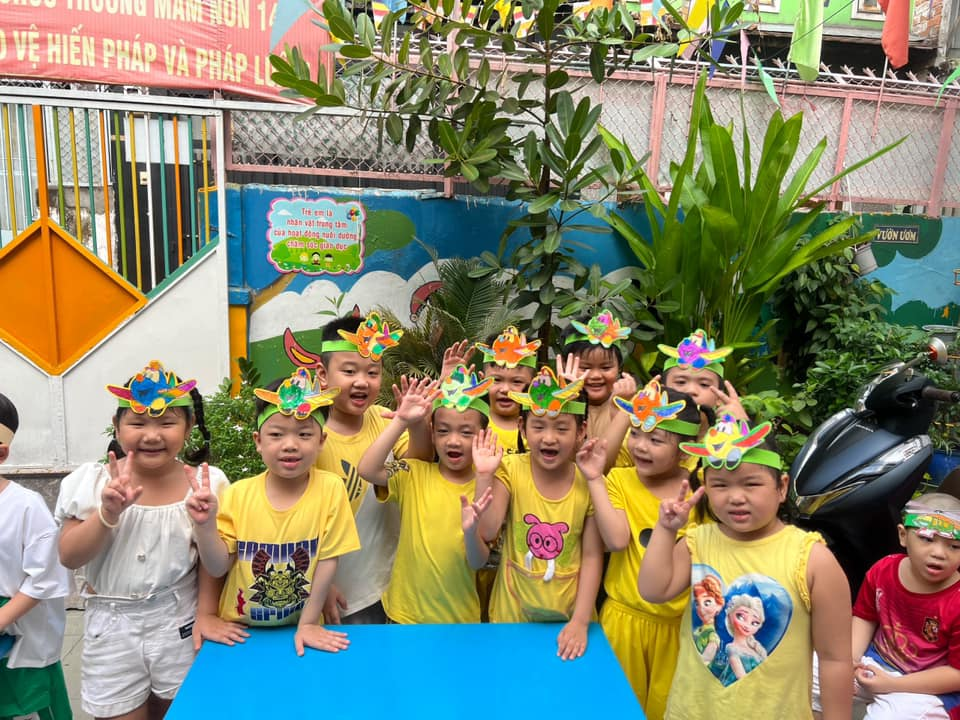 TRƯỜNG MẦM NON 14
VỆ HIẾN PHÁP VÀ PHÁP
Trẻ em là
nhân vật trung tâm
của hoạt động nuôi dưỡng
chăm sóc giáo dục
VƯỜN ƯƠM